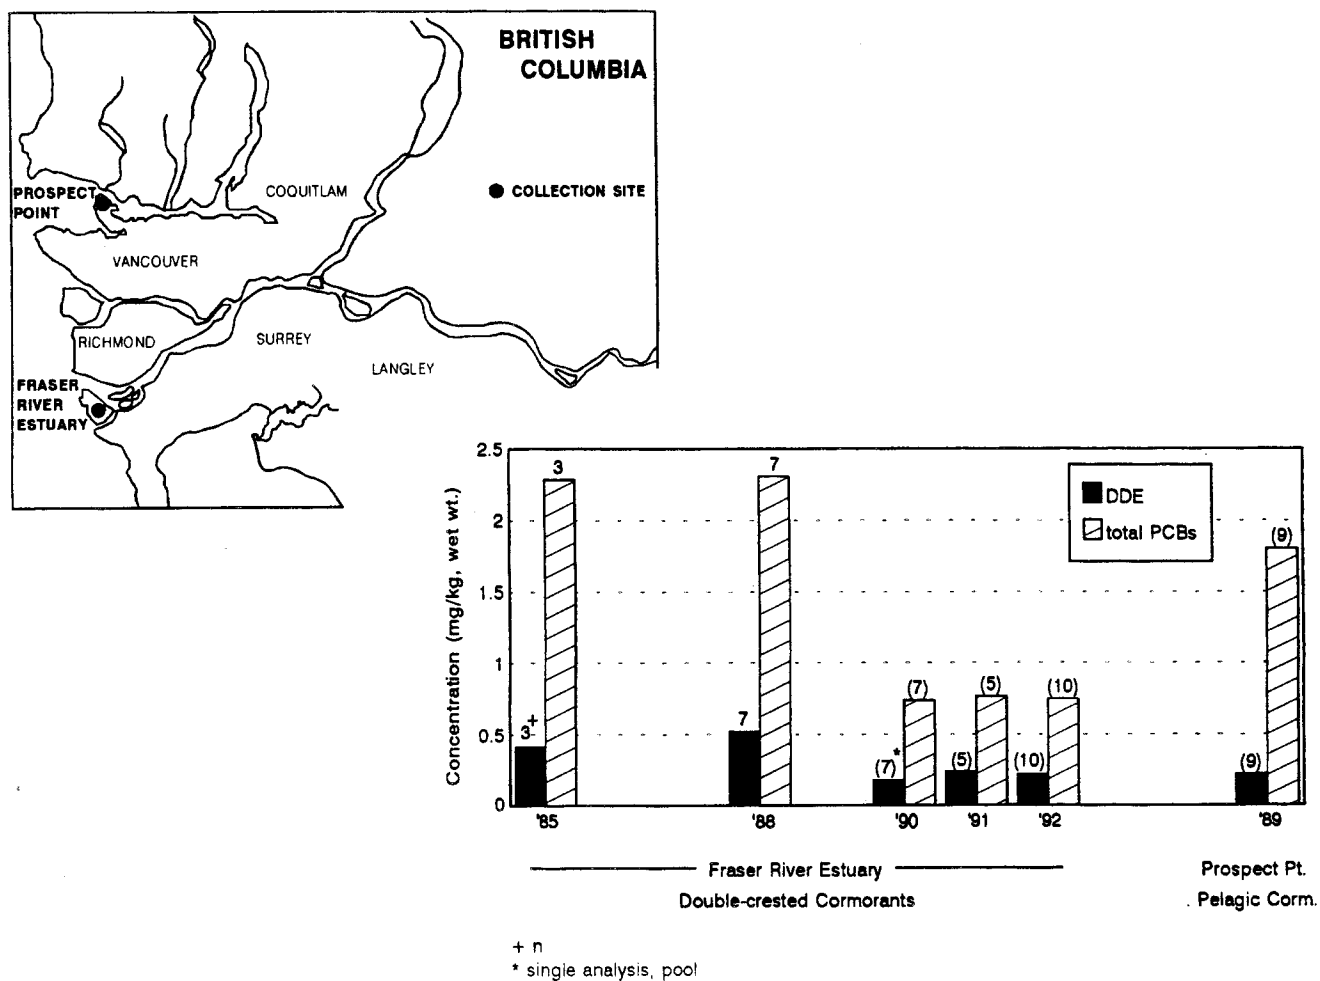 BRITISH
COLUMBIA
PROSPECT
POINT
COQUITLAM
COLLECTION SITE
VANCOUVER
RICHMOND
SURREY
LANGLEY
FRASER
RIVER
ESTUARY
Concentration (mg/kg, wet wt.)
2.5
2
1.5
1
0.5
0
DDE
total PCBs
3+
3
7
7
(7)*
(7)
(5)
(5)
(10)
(10)
(9)
(9)
'85
'88
'90
'91
'92
'89
Fraser River Estuary
Double-crested Cormorants
Prospect Pt.
Pelagic Corm.
+ n
* single analysis, pool